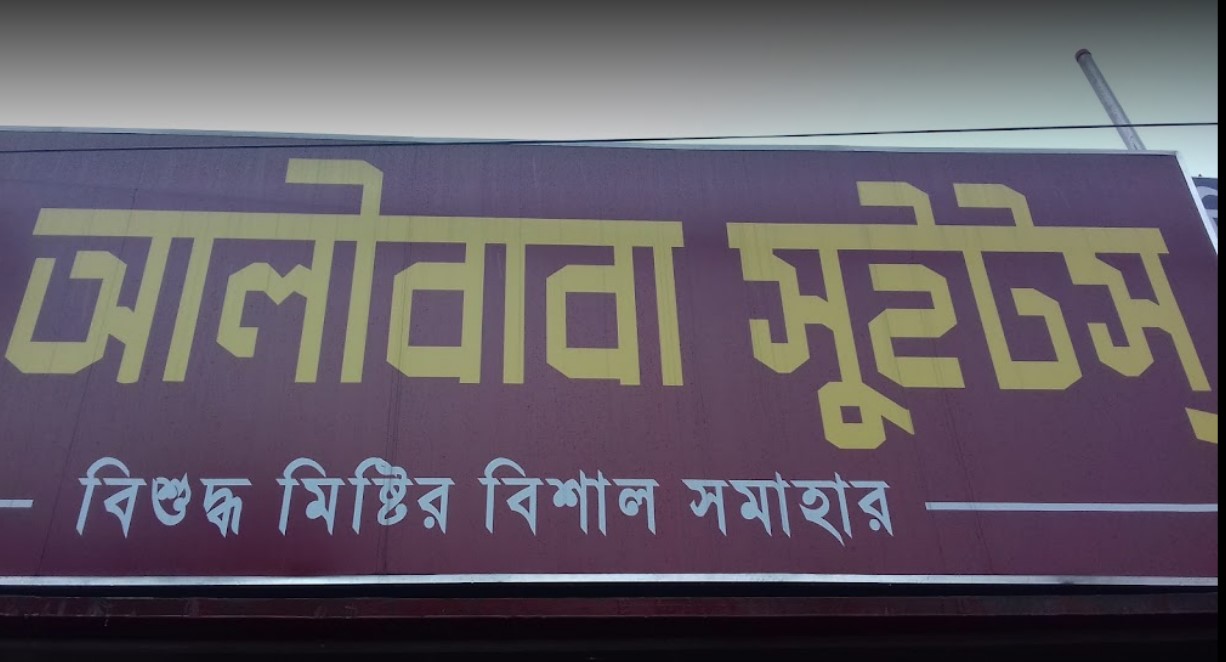 আলীবাবা সুইটস্
বিশুদ্ধ মিষ্টির বিশাল সমাহার